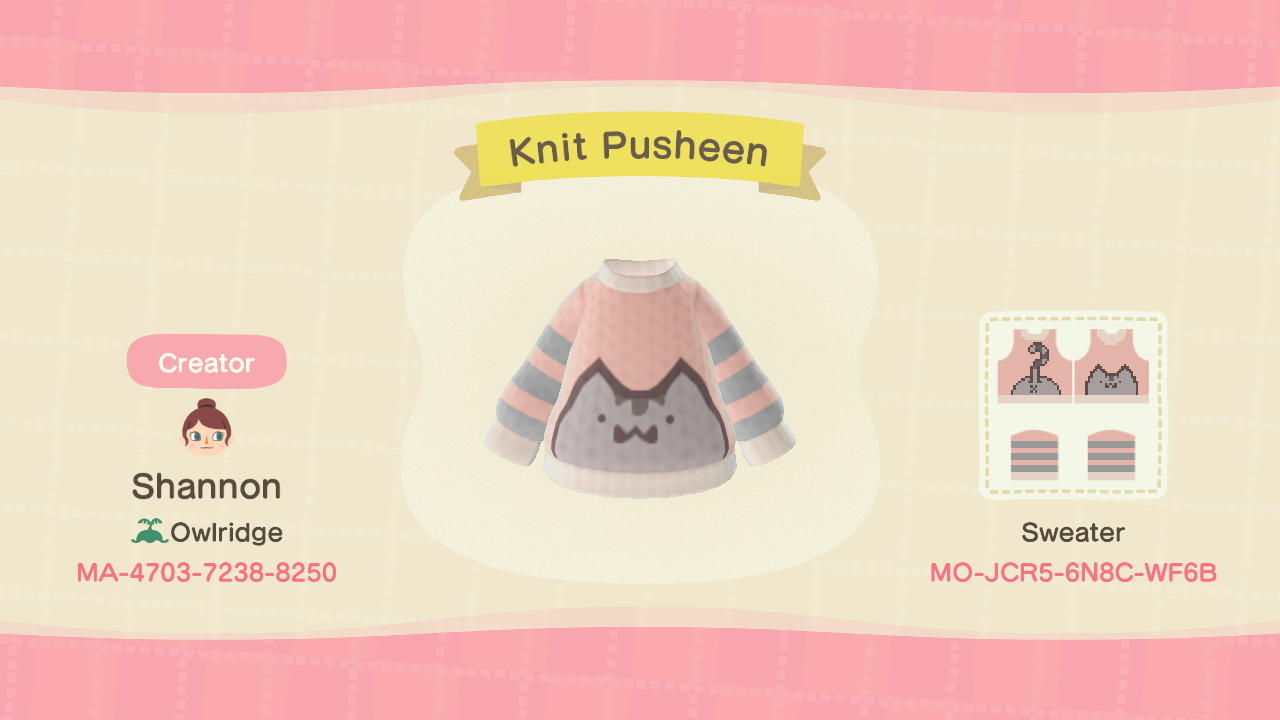 Knit Pusheen
Creator
Shannon
Owlridge
MA-4703-7238-8250
Sweater
MO-JCR5-6N8C-WF6B